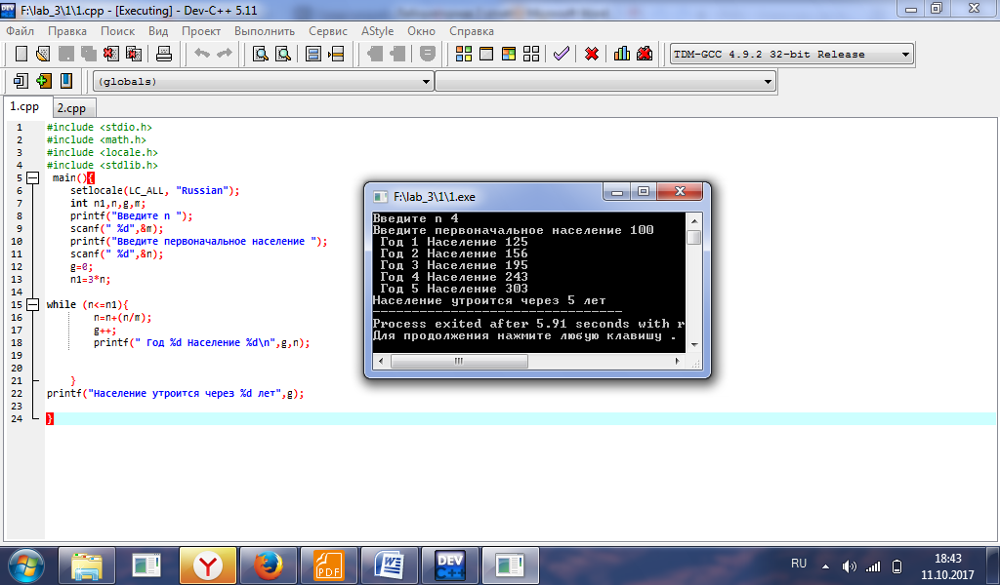 F:\lab_3\1\1.cpp - [Executing] - Dev-C++ 5.11
Файл Правка Поиск Вид Проект Выполнить Сервис AStyle Окно Справка
TDM-GCC 4.9.2 32-bit Release
(globals)
1.cpp 2.cpp
1 #include <stdio.h>
2 #include <math.h>
3 #include <locale.h>
4 #include <stdlib.h>
5 main(){
6 setlocale(LC_ALL, "Russian");
7 int n1,n,g,m;
8 printf("Введите n ");
9 scanf(" %d",&m);
10 printf("Введите первоначальное население ");
11 scanf(" %d",&n);
12 g=0;
13 n1=3*n;
14
15 while (n<=n1){
16 n=n+(n/m);
17 g++;
18 printf(" Год %d Население %d\n",g,n);
19
20
21 }
22 printf("Население утроится через %d лет",g);
23
24 }
F:\lab_3\1\1.exe
Введите n 4
Введите первоначальное население 100
Год 1 Население 125
Год 2 Население 156
Год 3 Население 195
Год 4 Население 243
Год 5 Население 303
Население утроится через 5 лет
--------------------------------
Process exited after 5.91 seconds with r
Для продолжения нажмите любую клавишу .
PDF
DEV
C++
RU
18:43
11.10.2017